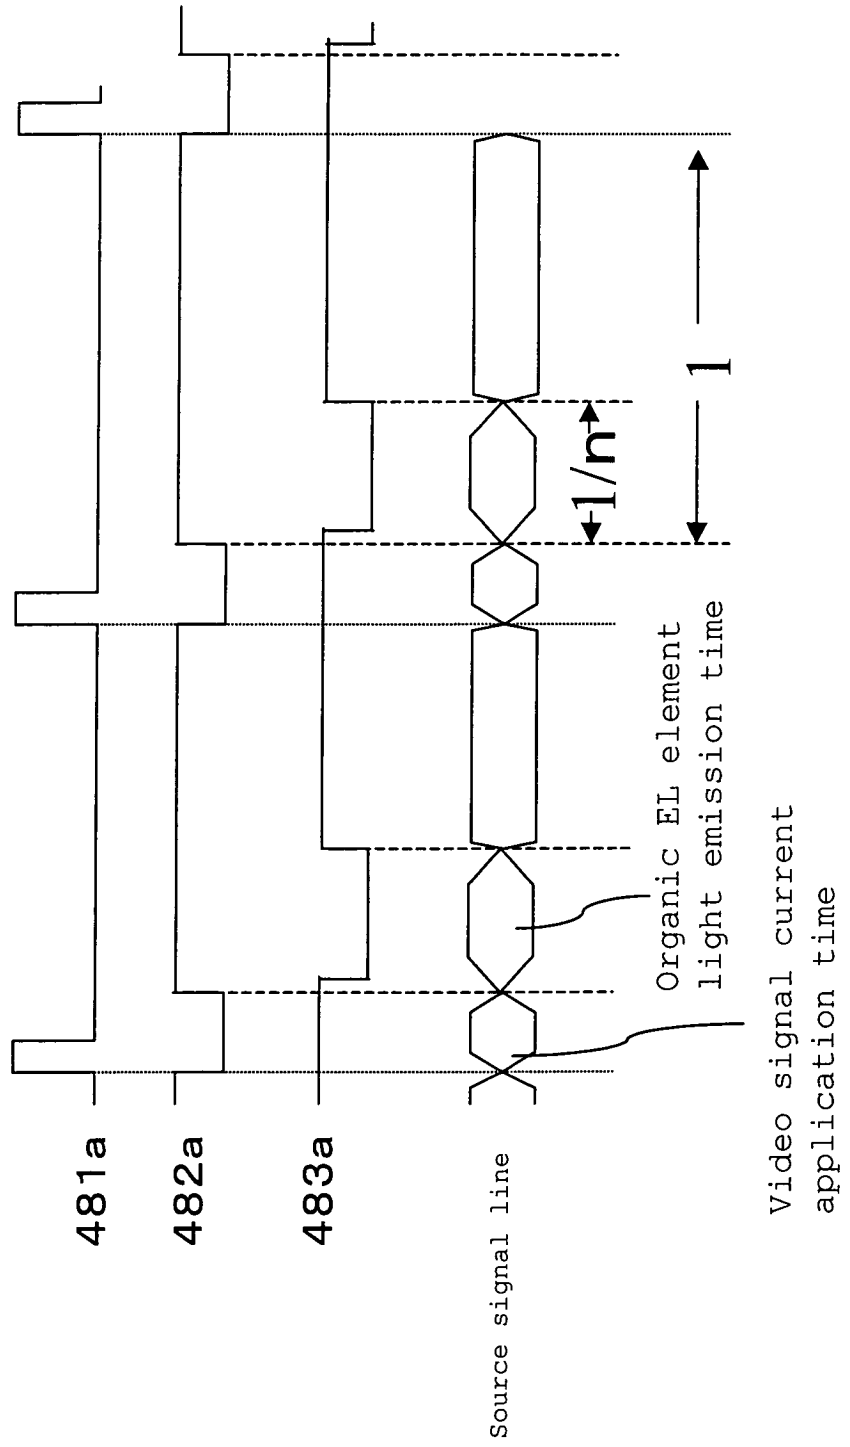 481a
482a
483a
Source signal line
1/n
1
Organic EL element
light emission time
Video signal current
application time